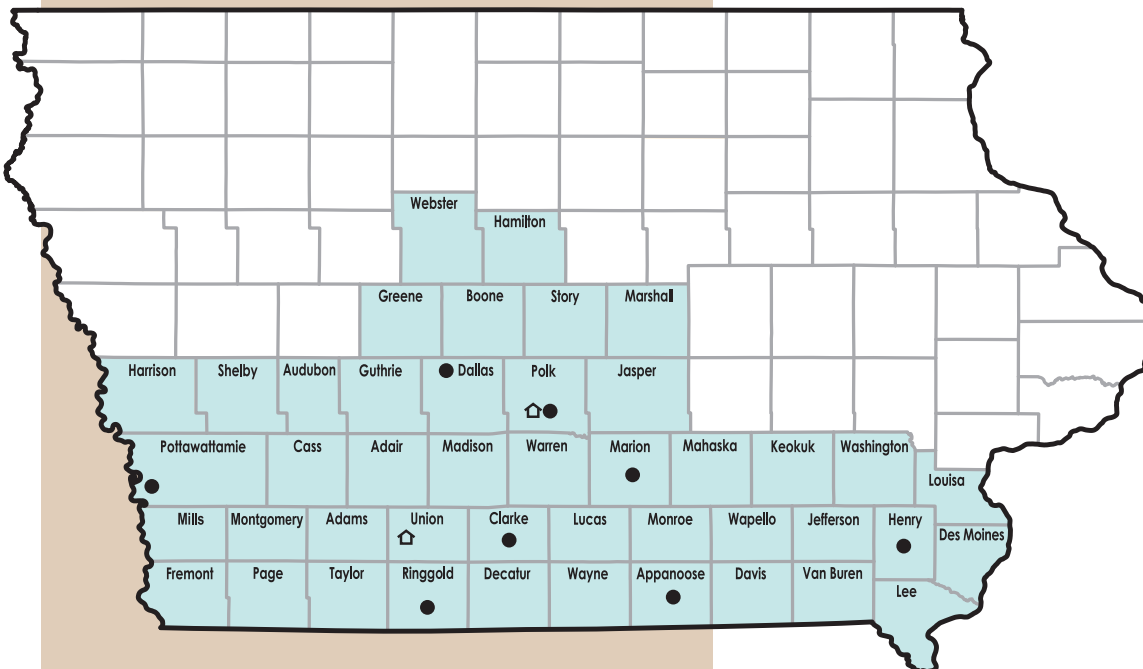 Webster
Hamilton
Greene
Boone
Story
Marshall
Harrison
Shelby
Audubon
Guthrie
Dallas
Polk
Jasper
Pottawattamie
Cass
Adair
Madison
Warren
Marion
Mahaska
Keokuk
Washington
Louisa
Mills
Montgomery
Adams
Union
Clarke
Lucas
Monroe
Wapello
Jefferson
Henry
Des Moines
Fremont
Page
Taylor
Ringgold
Decatur
Wayne
Appanoose
Davis
Van Buren
Lee